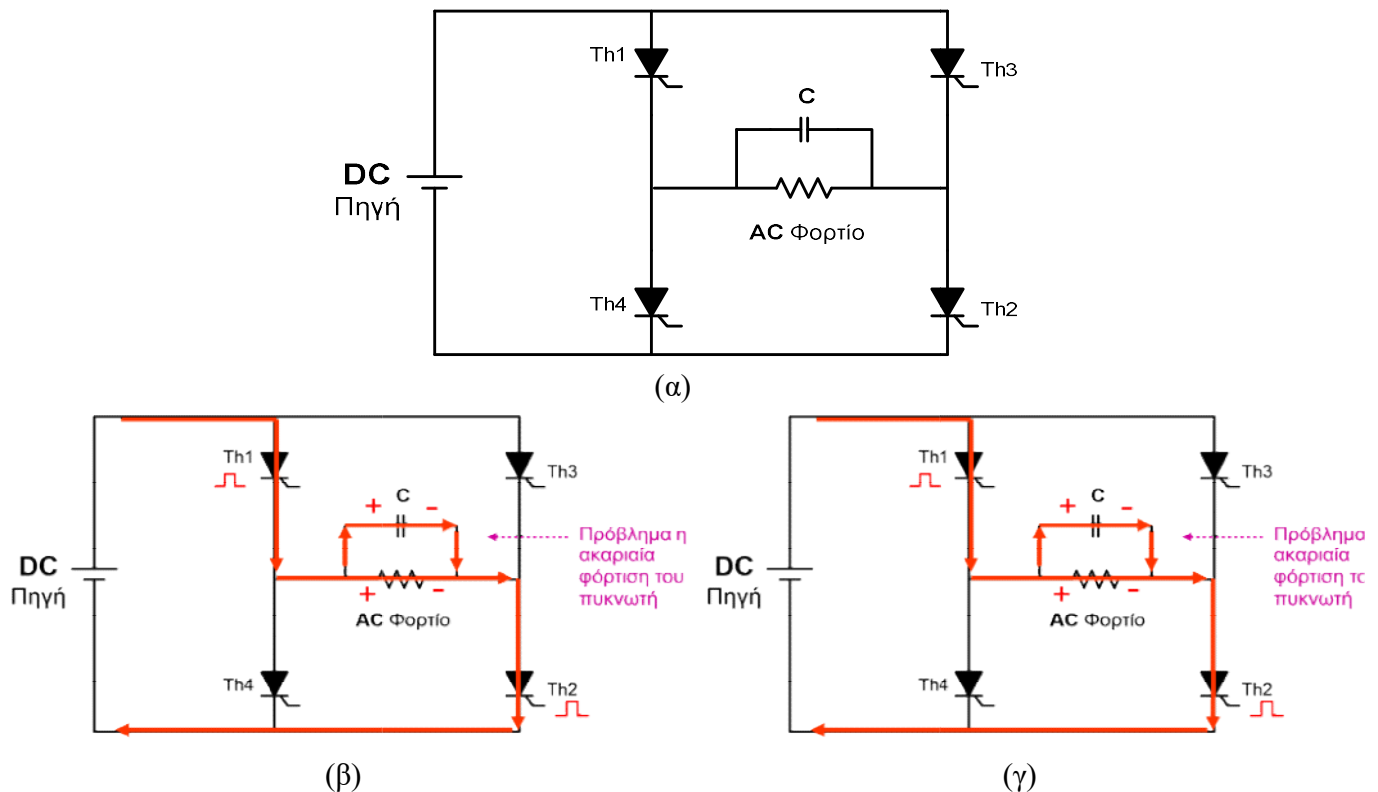 Th1
Th3
C
DC
Πηγή
AC Φορτίο
Th4
Th2
(α)
Th1
Th3
+ C -
Πρόβλημα η
ακαριαία
φόρτιση του
πυκνωτή
DC
Πηγή
+ -
AC Φορτίο
Th4
Th2
(β)
Th1
Th3
+ C -
Πρόβλημα
ακαριαία
φόρτιση το
πυκνωτή
DC
Πηγή
+ -
AC Φορτίο
Th4
Th2
(γ)